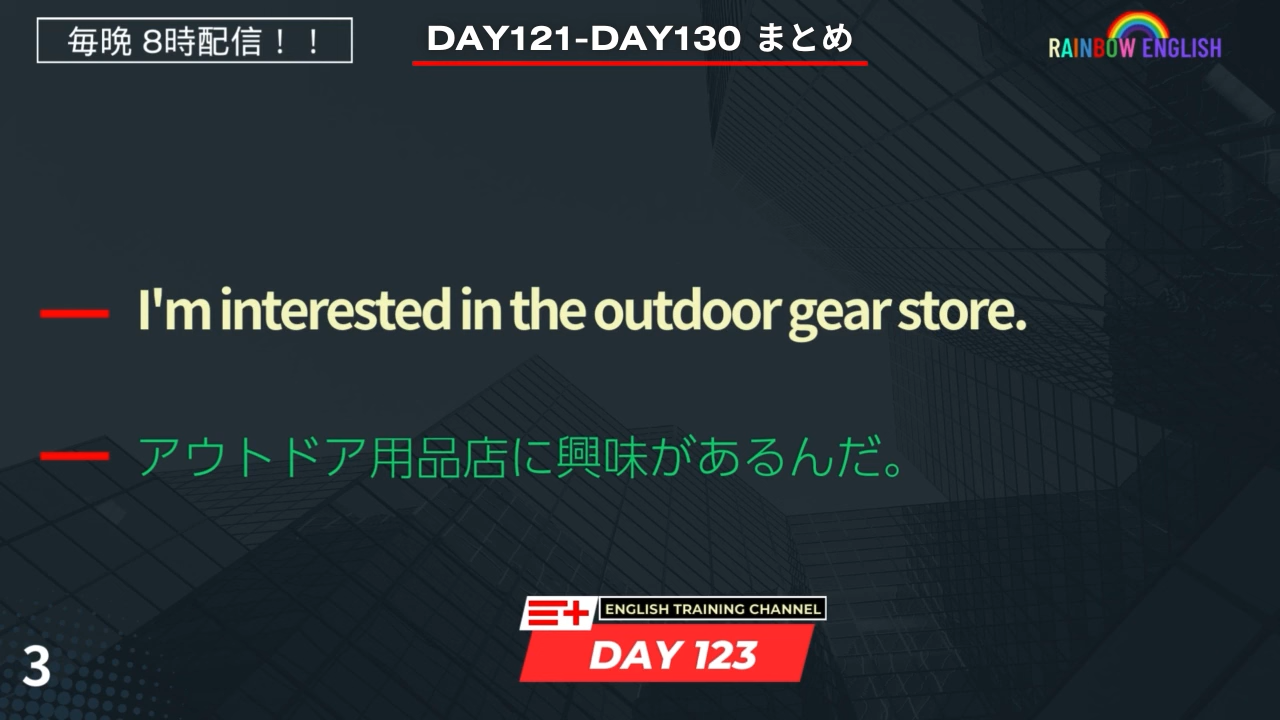 毎晩 8時配信！！
DAY121-DAY130 まとめ
RAINBOW ENGLISH
I'm interested in the outdoor gear store.
アウトドア用品店に興味があるんだ。
ENGLISH TRAINING CHANNEL
DAY 123
3